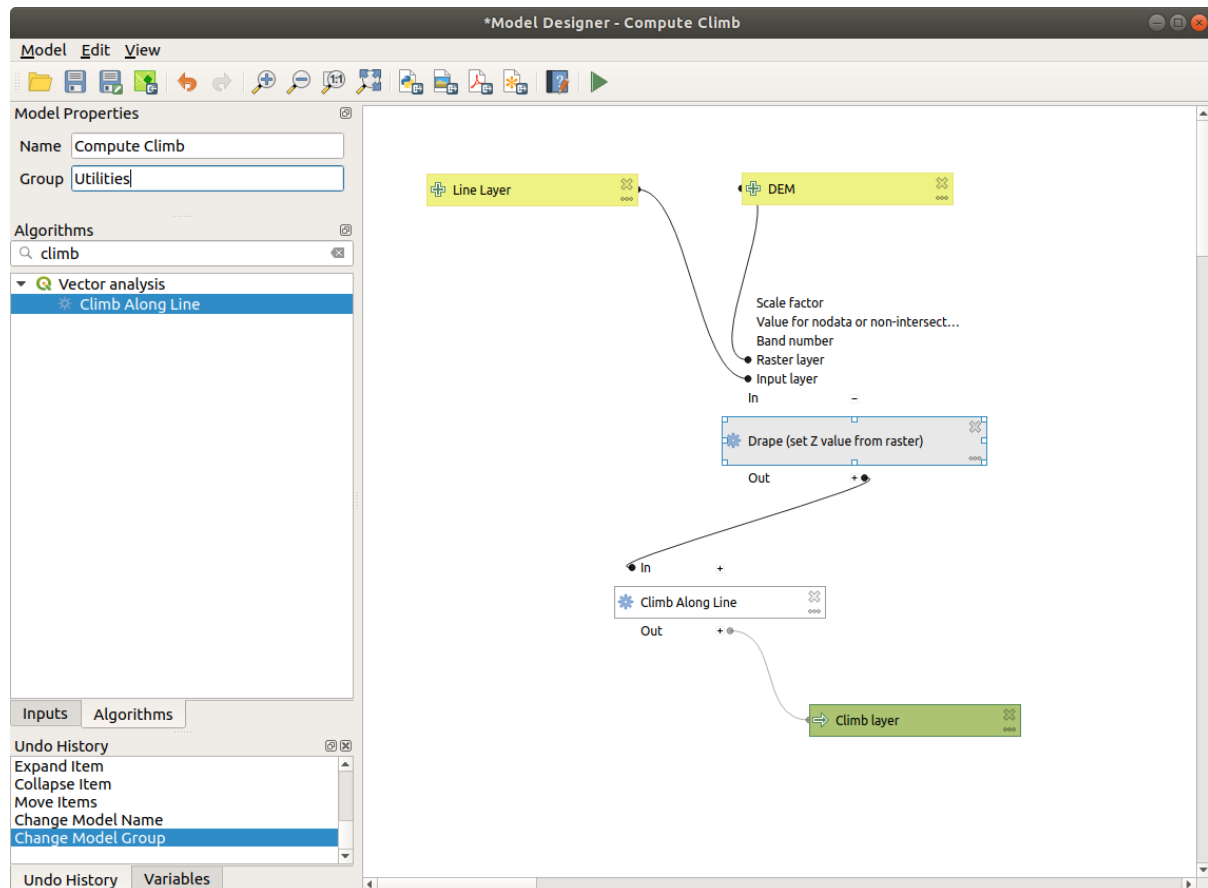 *Model Designer - Compute Climb
Model Edit View
Model Properties
Name Compute Climb
Group Utilities
Algorithms
climb
Vector analysis
Climb Along Line
Inputs Algorithms
Undo History
Expand Item
Collapse Item
Move Items
Change Model Name
Change Model Group
Undo History Variables
Line Layer
DEM
Scale factor
Value for nodata or non-intersect...
Band number
Raster layer
Input layer
In −
Drape (set Z value from raster)
Out +
In +
Climb Along Line
Out +
Climb layer